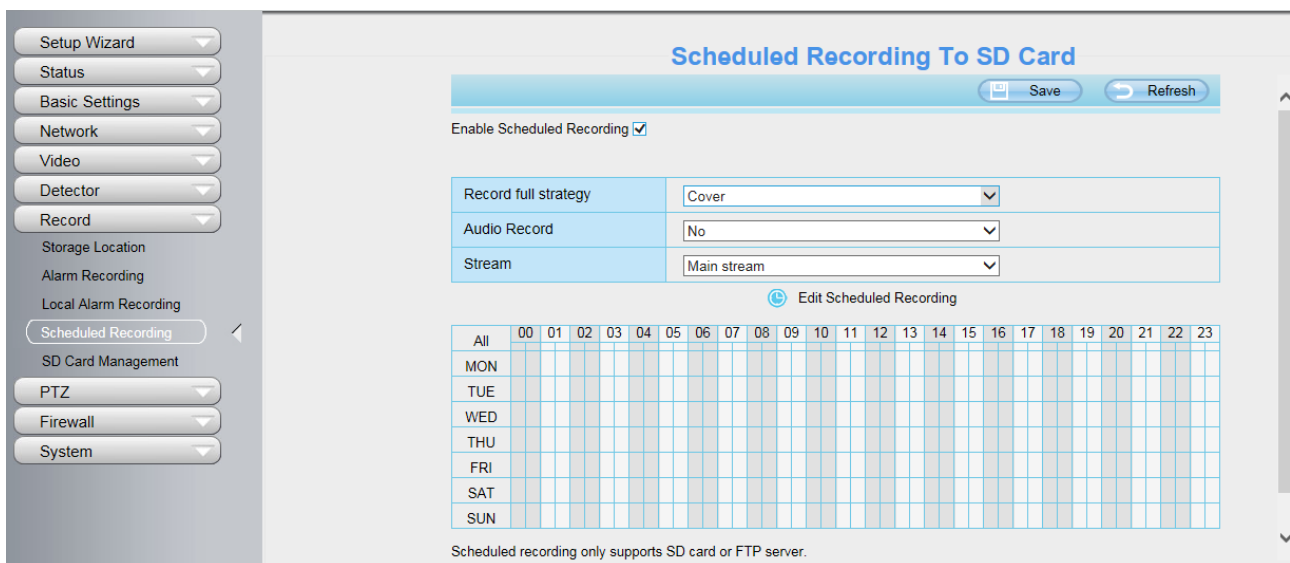 Setup Wizard
Status
Basic Settings
Network
Video
Detector
Record
Storage Location
Alarm Recording
Local Alarm Recording
Scheduled Recording
SD Card Management
PTZ
Firewall
System
Scheduled Recording To SD Card
Save Refresh
Enable Scheduled Recording
Record full strategy Cover
Audio Record No
Stream Main stream
Edit Scheduled Recording
All 00 01 02 03 04 05 06 07 08 09 10 11 12 13 14 15 16 17 18 19 20 21 22 23
MON
TUE
WED
THU
FRI
SAT
SUN
Scheduled recording only supports SD card or FTP server.